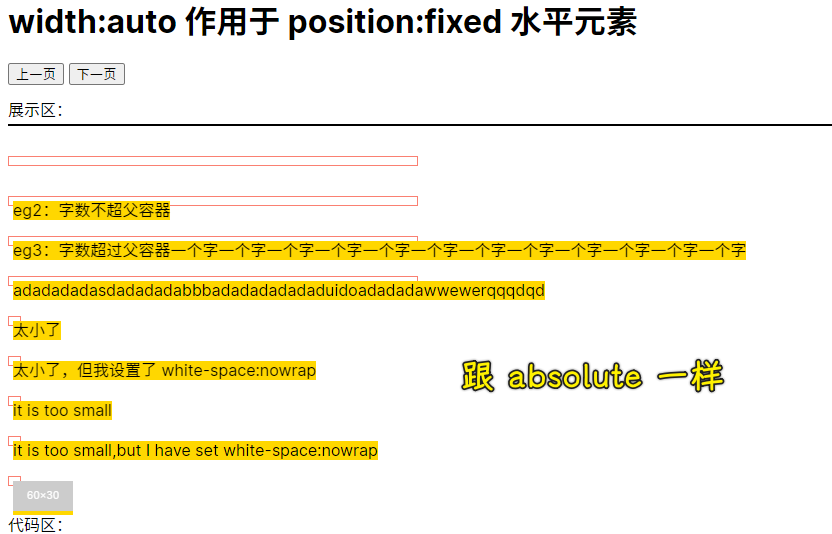 width:auto 作用于 position:fixed 水平元素
上一页 下一页
展示区：
eg2：字数不超父容器
eg3：字数超过父容器一个字一个字一个字一个字一个字一个字一个字一个字一个字一个字一个字一个字
adadadadasdadadadabbbadadadadadaduidoadadadawwewerqqqdqd
太小了
太小了，但我设置了 white-space:nowrap
跟 absolute 一样
it is too small
it is too small,but I have set white-space:nowrap
60×30
代码区：